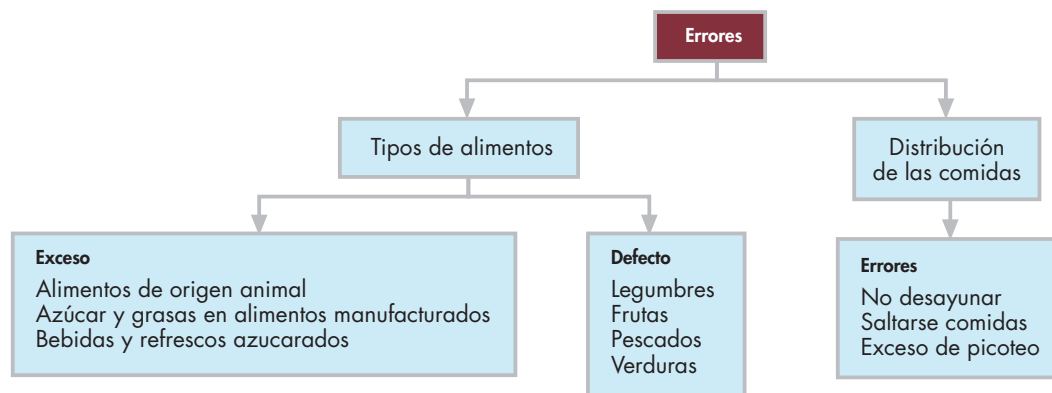 Errores
Tipos de alimentos
Distribución
de las comidas
Exceso
Alimentos de origen animal
Azúcar y grasas en alimentos manufacturados
Bebidas y refrescos azucarados
Defecto
Legumbres
Frutas
Pescados
Verduras
Errores
No desayunar
Saltarse comidas
Exceso de picoteo